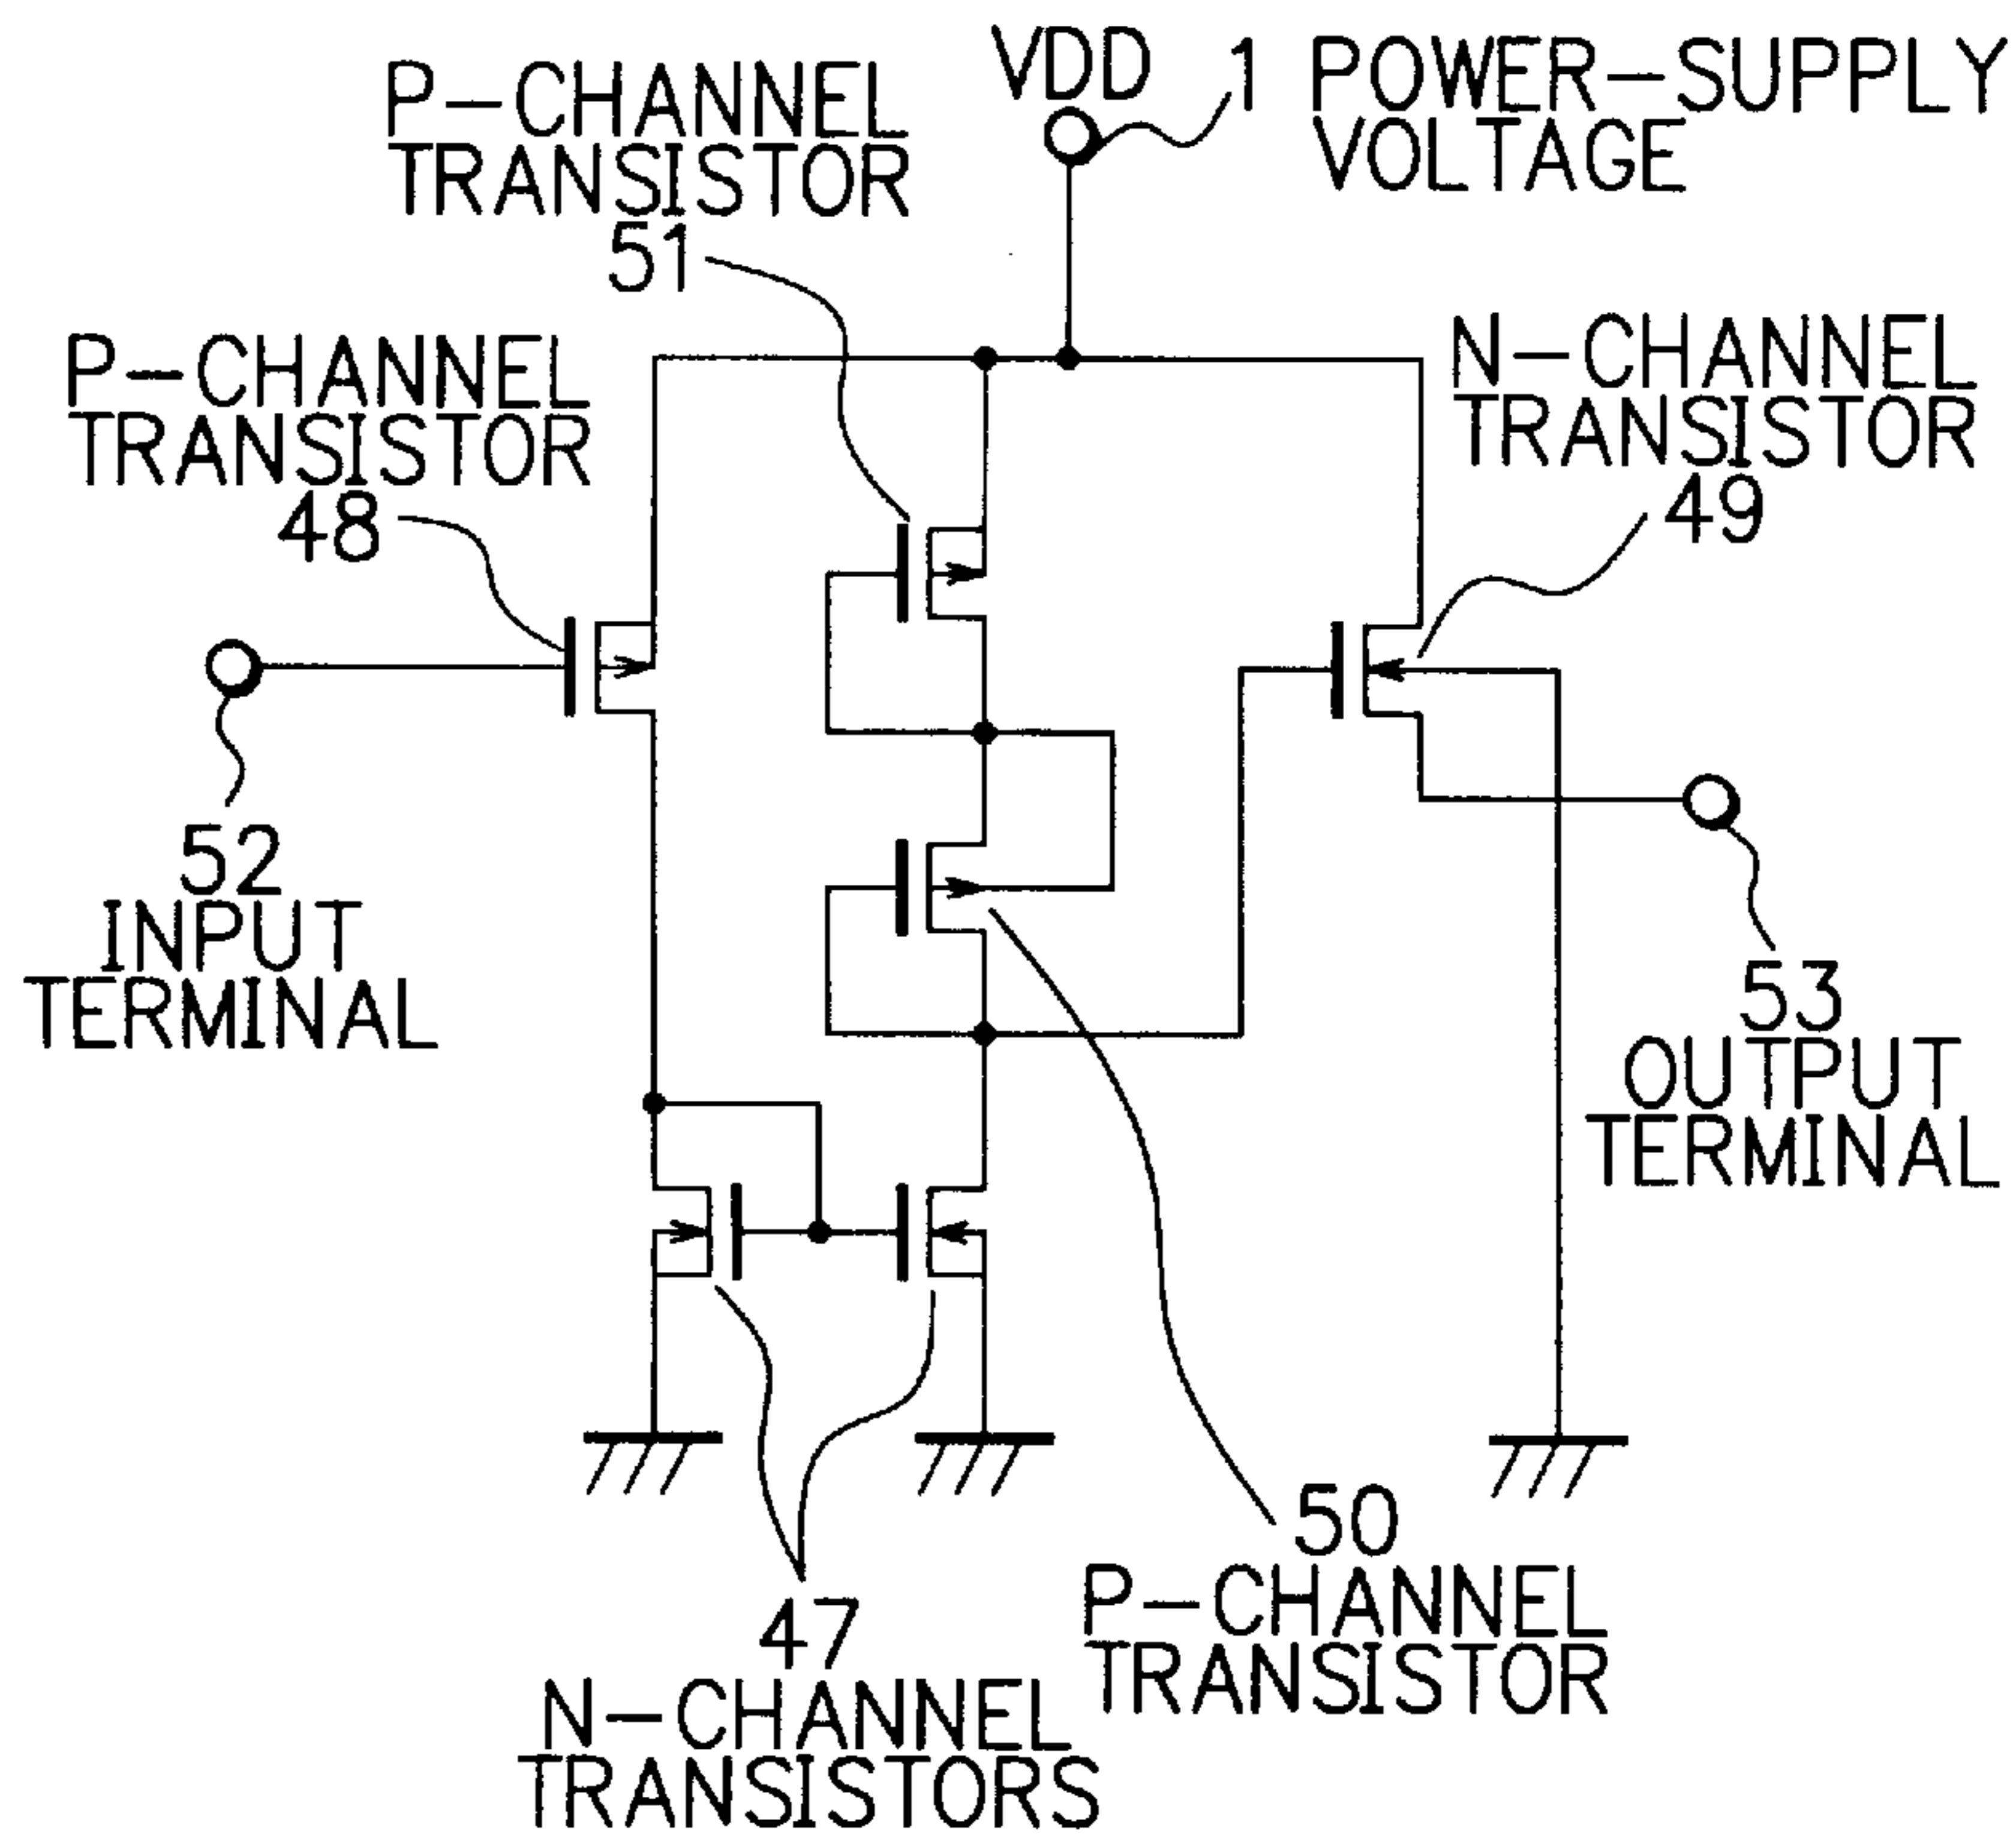 VDD 1 POWER-SUPPLY
VOLTAGE
P-CHANNEL
TRANSISTOR
51
P-CHANNEL
TRANSISTOR
48
N-CHANNEL
TRANSISTOR
49
52
INPUT
TERMINAL
53
OUTPUT
TERMINAL
50
P-CHANNEL
TRANSISTOR
47
N-CHANNEL
TRANSISTORS